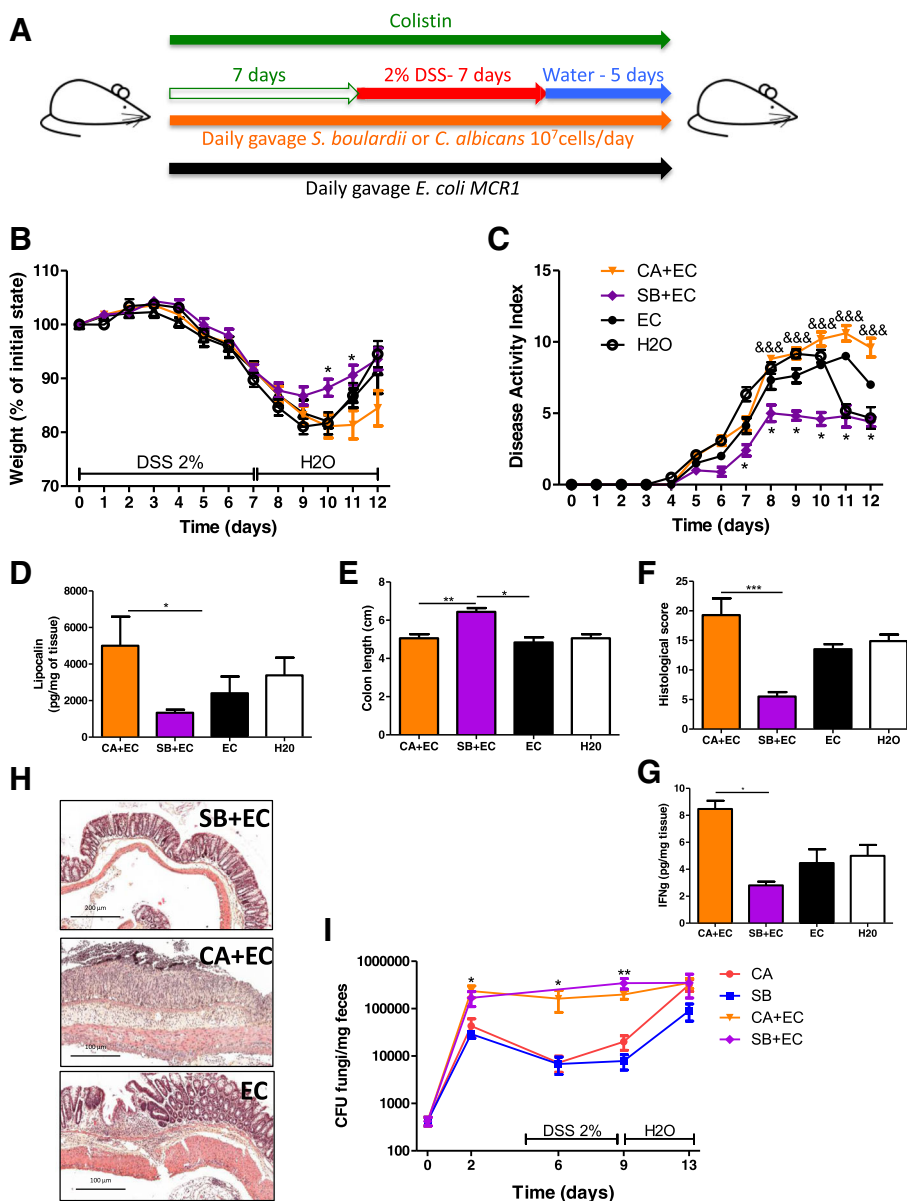 A
Colistin
7 days
2% DSS- 7 days
Water - 5 days
Daily gavage S. boulardii or C. albicans 10⁷cells/day
Daily gavage E. coli MCR1
B
110
100
90
80
70
Weight (% of initial state)
* *
DSS 2%
H2O
0 1 2 3 4 5 6 7 8 9 10 11 12
Time (days)
C
CA+EC
SB+EC
EC
H2O
15
10
5
0
Disease Activity Index
&&& &&& &&& &&& &&&
* * * * * *
0 1 2 3 4 5 6 7 8 9 10 11 12
Time (days)
D
8000
6000
4000
2000
0
Lipocalin
(pg/mg of tissue)
*
CA+EC SB+EC EC H20
E
8
6
4
2
0
Colon length (cm)
** *
CA+EC SB+EC EC H2O
F
25
20
15
10
5
0
Histological score
***
CA+EC SB+EC EC H2O
G
10
8
6
4
2
0
IFNg (pg/mg tissue)
*
CA+EC SB+EC EC H20
H
SB+EC
200 µm
CA+EC
100 µm
EC
100 µm
I
1000000
100000
10000
1000
100
CFU fungi/mg feces
* * **
DSS 2%
H2O
0 2 6 9 13
Time (days)
CA
SB
CA+EC
SB+EC